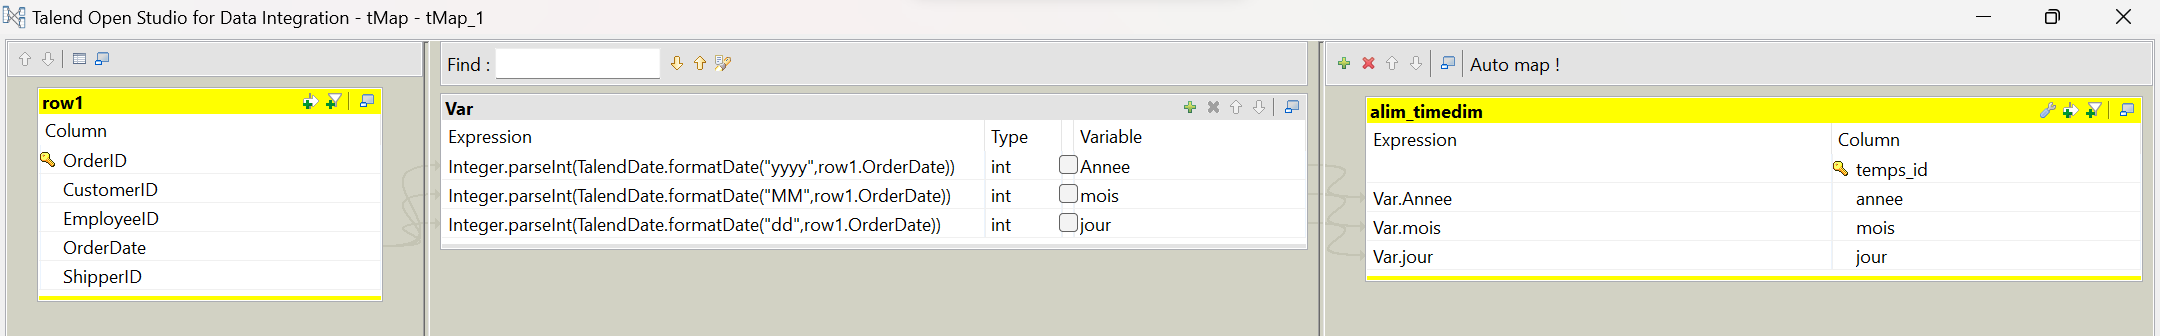 Talend Open Studio for Data Integration - tMap - tMap_1
row1
Column
OrderID
CustomerID
EmployeeID
OrderDate
ShipperID
Find :
Var
Expression Type Variable
Integer.parseInt(TalendDate.formatDate("yyyy",row1.OrderDate)) int Annee
Integer.parseInt(TalendDate.formatDate("MM",row1.OrderDate)) int mois
Integer.parseInt(TalendDate.formatDate("dd",row1.OrderDate)) int jour
Auto map !
alim_timedim
Expression Column
temps_id
Var.Annee annee
Var.mois mois
Var.jour jour